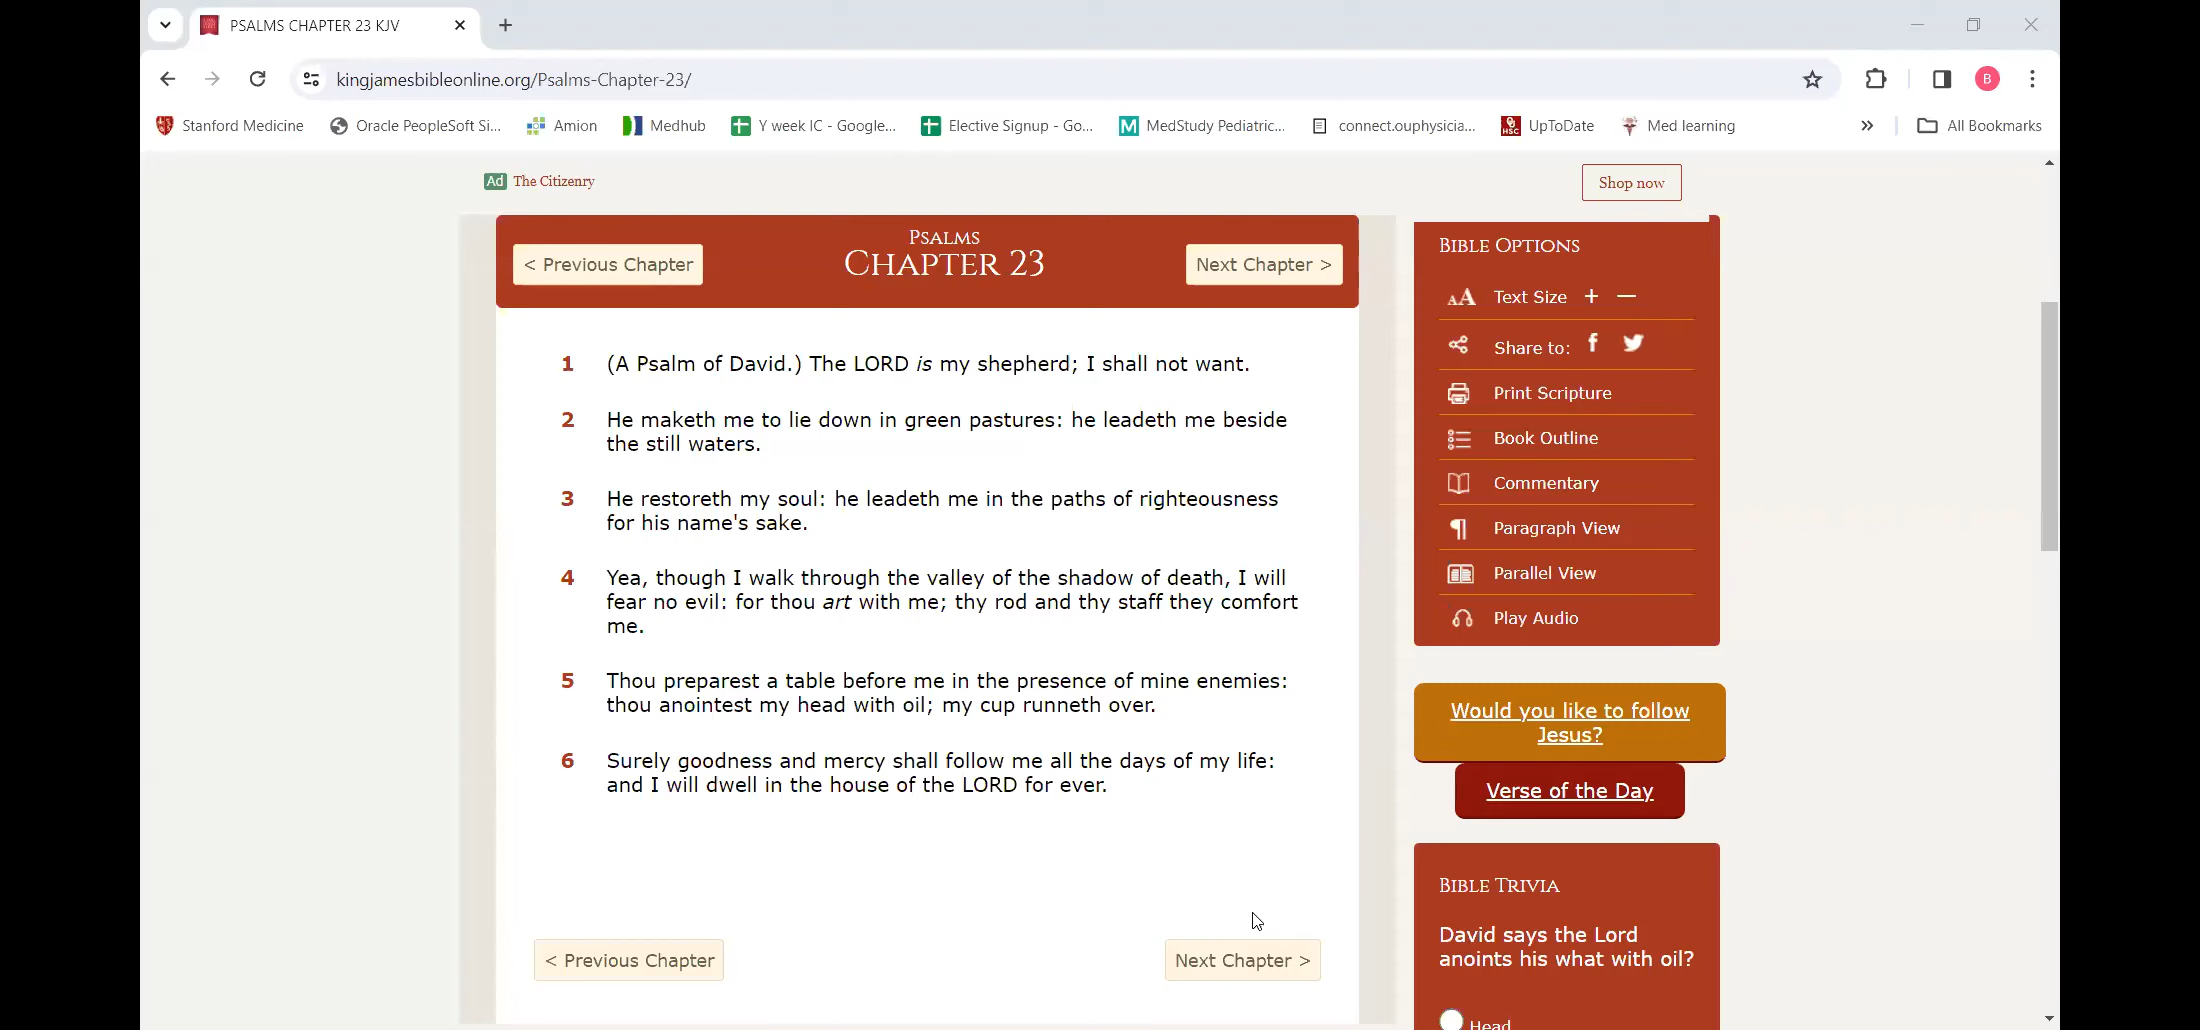 PSALMS CHAPTER 23 KJV
kingjamesbibleonline.org/Psalms-Chapter-23/
B
Stanford Medicine
Oracle PeopleSoft Si...
Amion
Medhub
Y week IC - Google...
Elective Signup - Go...
M MedStudy Pediatric...
connect.ouphysicia...
UpToDate
Med learning
All Bookmarks
Ad The Citizenry
Shop now
< Previous Chapter
PSALMS
CHAPTER 23
Next Chapter >
1 (A Psalm of David.) The LORD is my shepherd; I shall not want.
2 He maketh me to lie down in green pastures: he leadeth me beside
the still waters.
3 He restoreth my soul: he leadeth me in the paths of righteousness
for his name's sake.
4 Yea, though I walk through the valley of the shadow of death, I will
fear no evil: for thou art with me; thy rod and thy staff they comfort
me.
5 Thou preparest a table before me in the presence of mine enemies:
thou anointest my head with oil; my cup runneth over.
6 Surely goodness and mercy shall follow me all the days of my life:
and I will dwell in the house of the LORD for ever.
< Previous Chapter
Next Chapter >
BIBLE OPTIONS
AA Text Size + −
Share to:
Print Scripture
Book Outline
Commentary
¶ Paragraph View
Parallel View
Play Audio
Would you like to follow
Jesus?
Verse of the Day
BIBLE TRIVIA
David says the Lord
anoints his what with oil?
Head